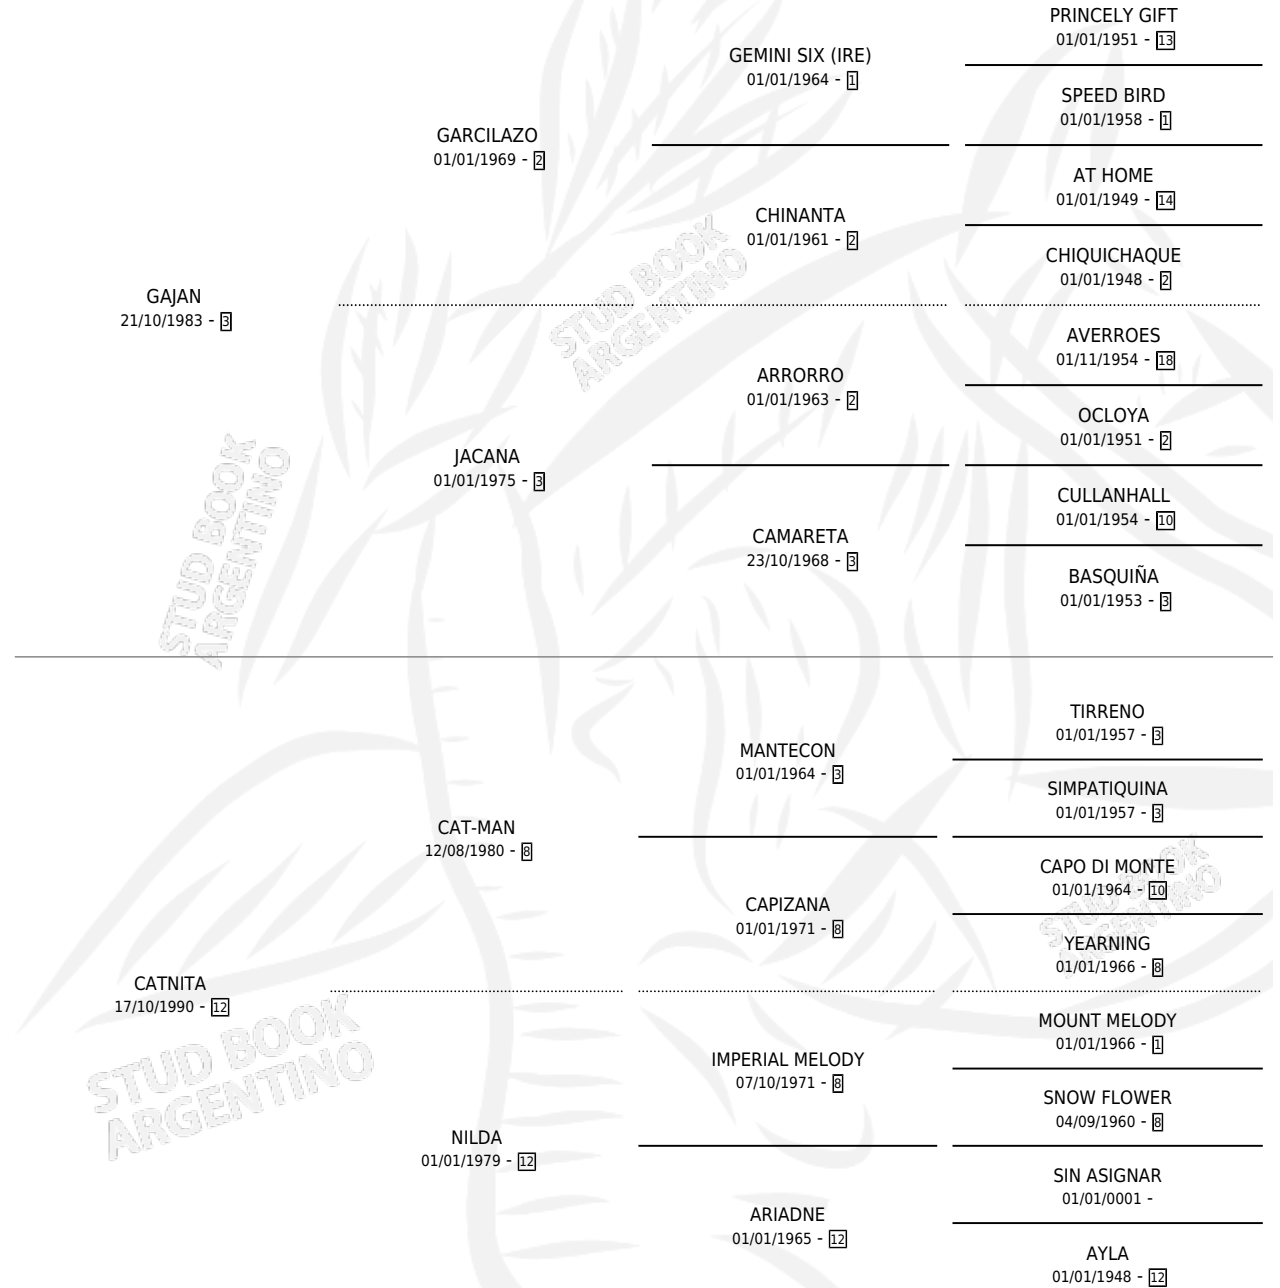 PRINCELY GIFT
01/01/1951 - 13
GEMINI SIX (IRE)
01/01/1964 - 1
SPEED BIRD
01/01/1958 - 1
GARCILAZO
01/01/1969 - 2
AT HOME
01/01/1949 - 14
CHINANTA
01/01/1961 - 2
CHIQUICHAQUE
01/01/1948 - 2
GAJAN
21/10/1983 - 3
AVERROES
01/11/1954 - 18
ARRORRO
01/01/1963 - 2
OCLOYA
01/01/1951 - 2
JACANA
01/01/1975 - 3
CULLANHALL
01/01/1954 - 10
CAMARETA
23/10/1968 - 3
BASQUIÑA
01/01/1953 - 3
STUD BOOK
ARGENTINO
STUD BOOK
ARGENTINO
TIRRENO
01/01/1957 - 3
MANTECON
01/01/1964 - 3
SIMPATIQUINA
01/01/1957 - 3
CAT-MAN
12/08/1980 - 8
CAPO DI MONTE
01/01/1964 - 10
CAPIZANA
01/01/1971 - 8
YEARNING
01/01/1966 - 8
CATNITA
17/10/1990 - 12
MOUNT MELODY
01/01/1966 - 1
IMPERIAL MELODY
07/10/1971 - 8
SNOW FLOWER
04/09/1960 - 8
NILDA
01/01/1979 - 12
SIN ASIGNAR
01/01/0001 -
ARIADNE
01/01/1965 - 12
AYLA
01/01/1948 - 12
STUD BOOK
ARGENTINO
STUD BOOK
ARGENTINO